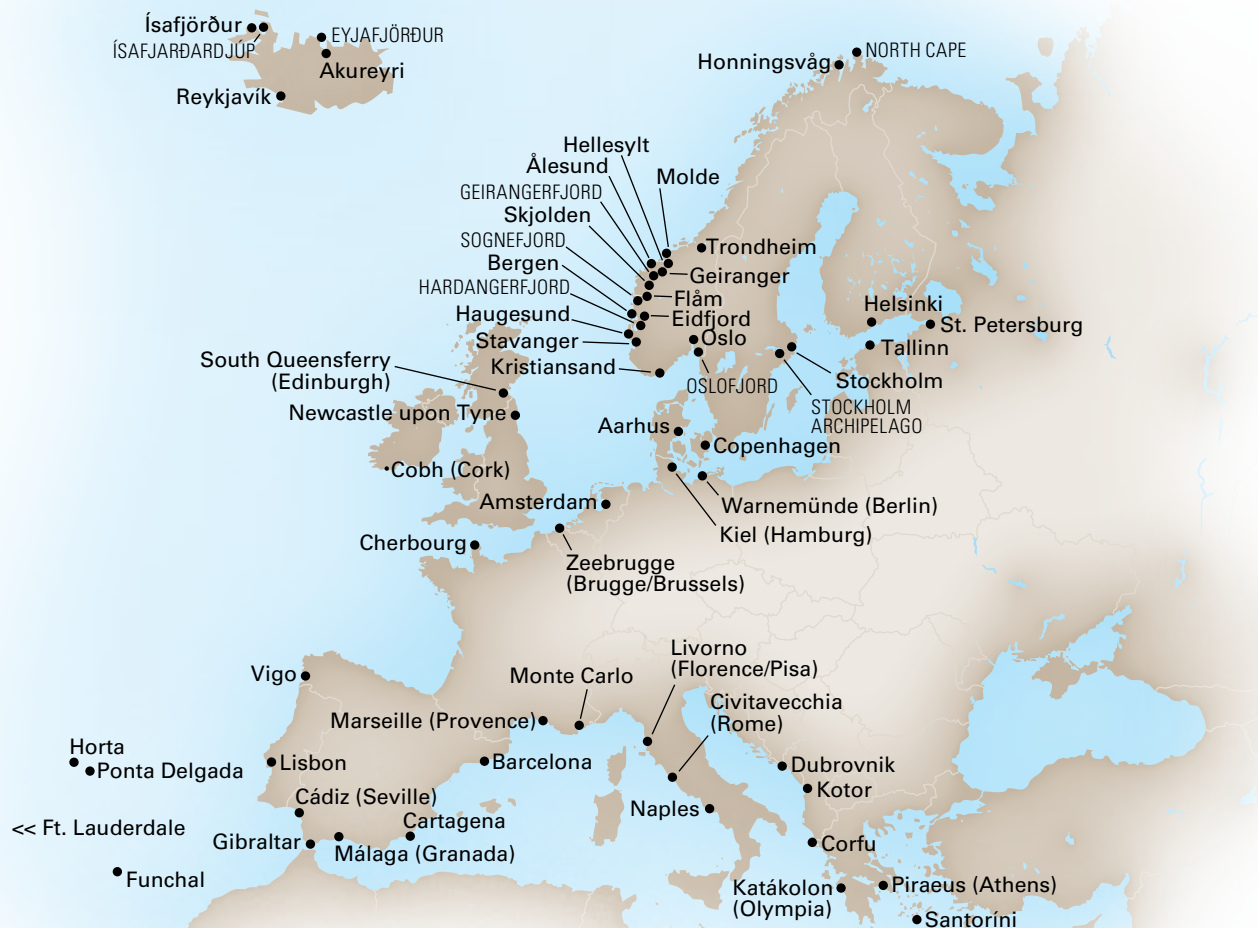 Ísafjörður
ÍSAFJARÐARDJÚP
EYJAFJÖRÐUR
Akureyri
Reykjavík
Honningsvåg
NORTH CAPE
Hellesylt
Ålesund
Molde
GEIRANGERFJORD
Skjolden
SOGNEFJORD
Trondheim
Bergen
Geiranger
HARDANGERFJORD
Flåm
Haugesund
Eidfjord
Helsinki
St. Petersburg
Stavanger
Oslo
Tallinn
South Queensferry
(Edinburgh)
Kristiansand
OSLOFJORD
Stockholm
STOCKHOLM
ARCHIPELAGO
Newcastle upon Tyne
Aarhus
Copenhagen
Cobh (Cork)
Amsterdam
Warnemünde (Berlin)
Kiel (Hamburg)
Cherbourg
Zeebrugge
(Brugge/Brussels)
Livorno
(Florence/Pisa)
Vigo
Monte Carlo
Civitavecchia
(Rome)
Marseille (Provence)
Horta
Ponta Delgada
Lisbon
Barcelona
Dubrovnik
Kotor
Cádiz (Seville)
Naples
Cartagena
<< Ft. Lauderdale
Gibraltar
Málaga (Granada)
Corfu
Funchal
Katákolon
(Olympia)
Piraeus (Athens)
Santoríni